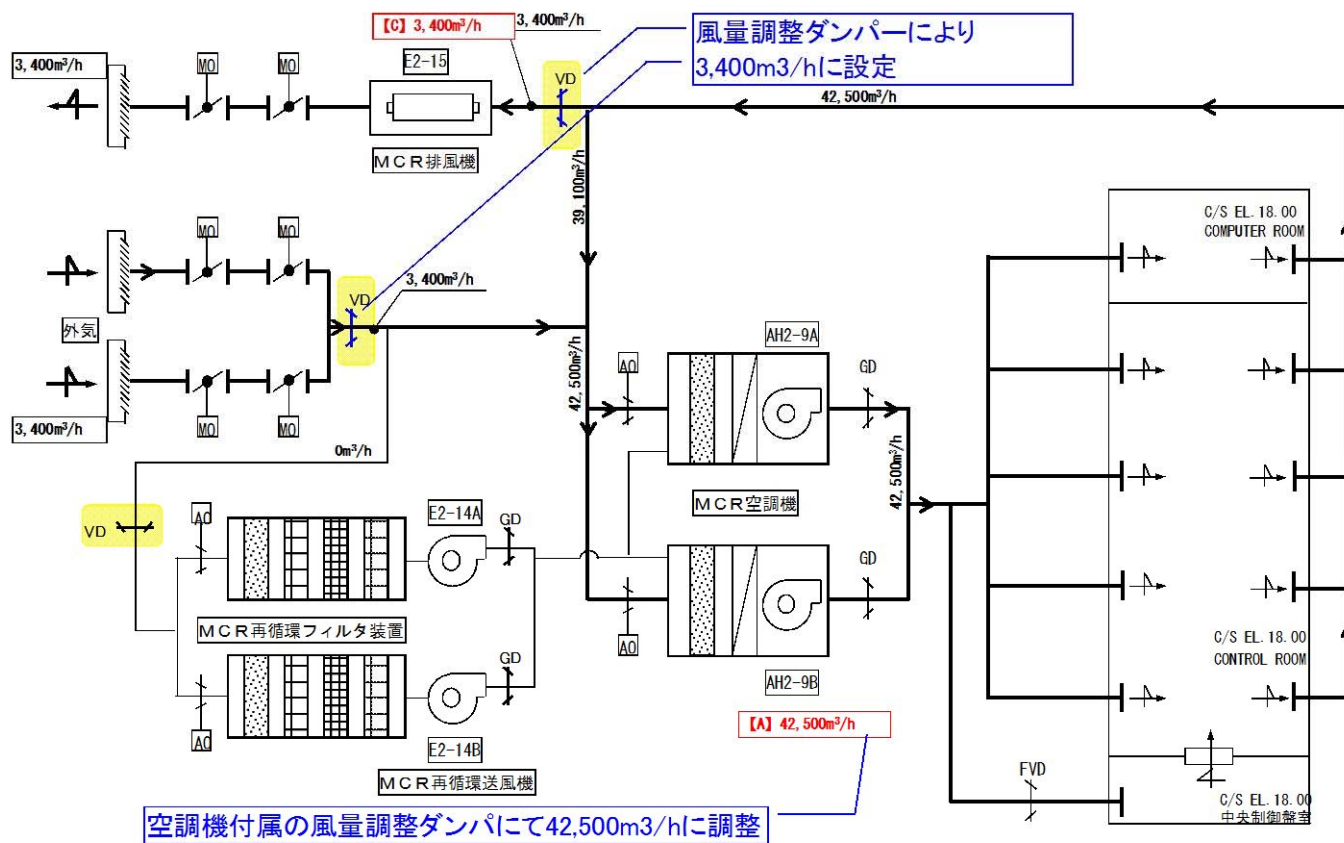 【C】3,400m³/h
3,400m³/h
風量調整ダンパーにより
3,400m3/hに設定
3,400m³/h
MO
MO
E2-15
VD
42,500m³/h
MCR排風機
39,100m³/h
MO
MO
C/S EL.18.00
COMPUTER ROOM
VD
3,400m³/h
外気
AH2-9A
AO
GD
42,500m³/h
3,400m³/h
MO
MO
0m³/h
42,500m³/h
MCR空調機
VD
AO
E2-14A
GD
GD
MCR再循環フィルタ装置
AO
C/S EL.18.00
CONTROL ROOM
GD
AH2-9B
【A】42,500m³/h
AO
E2-14B
MCR再循環送風機
FVD
C/S EL.18.00
中央制御盤室
空調機付属の風量調整ダンパにて42,500m3/hに調整